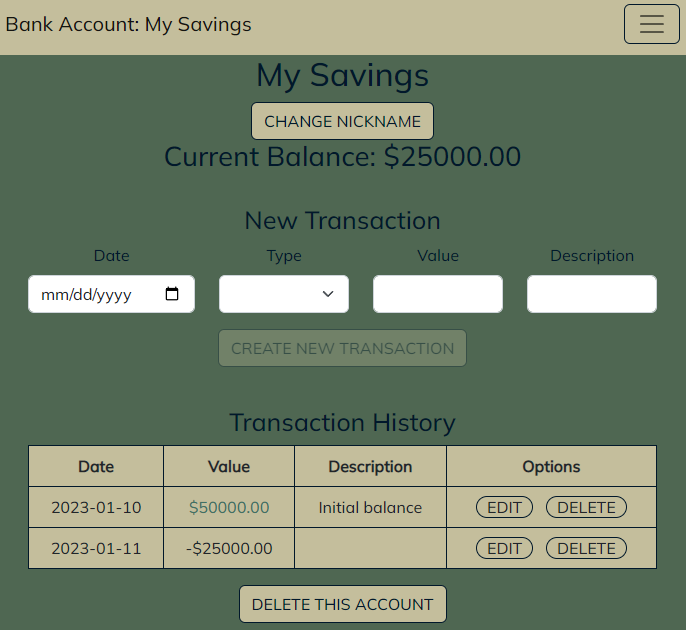 Bank Account: My Savings
My Savings
CHANGE NICKNAME
Current Balance: $25000.00
New Transaction
Date Type Value Description
mm/dd/yyyy
CREATE NEW TRANSACTION
Transaction History
Date Value Description Options
2023-01-10 $50000.00 Initial balance EDIT DELETE
2023-01-11 -$25000.00 EDIT DELETE
DELETE THIS ACCOUNT